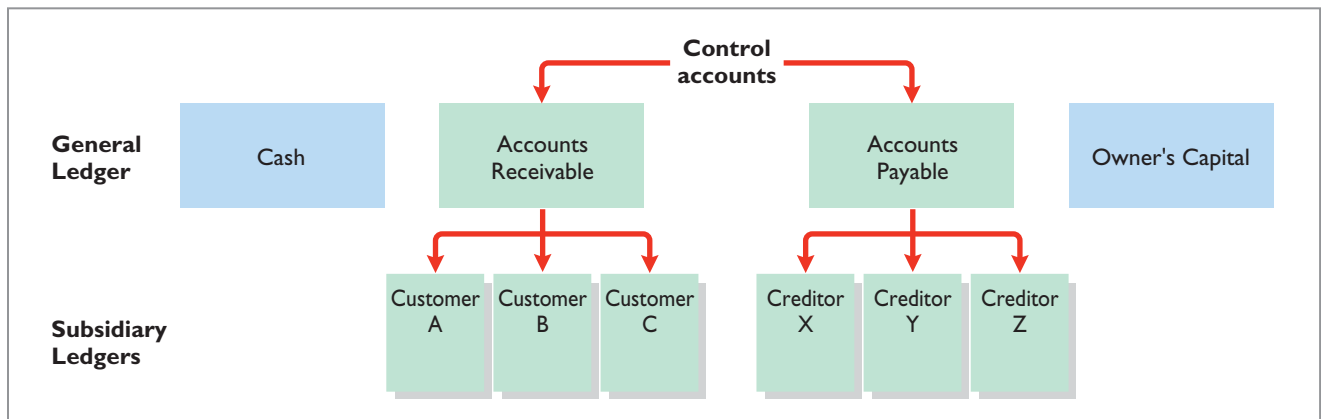 Control
accounts
General
Ledger
Cash
Accounts
Receivable
Accounts
Payable
Owner's Capital
Subsidiary
Ledgers
Customer
A
Customer
B
Customer
C
Creditor
X
Creditor
Y
Creditor
Z